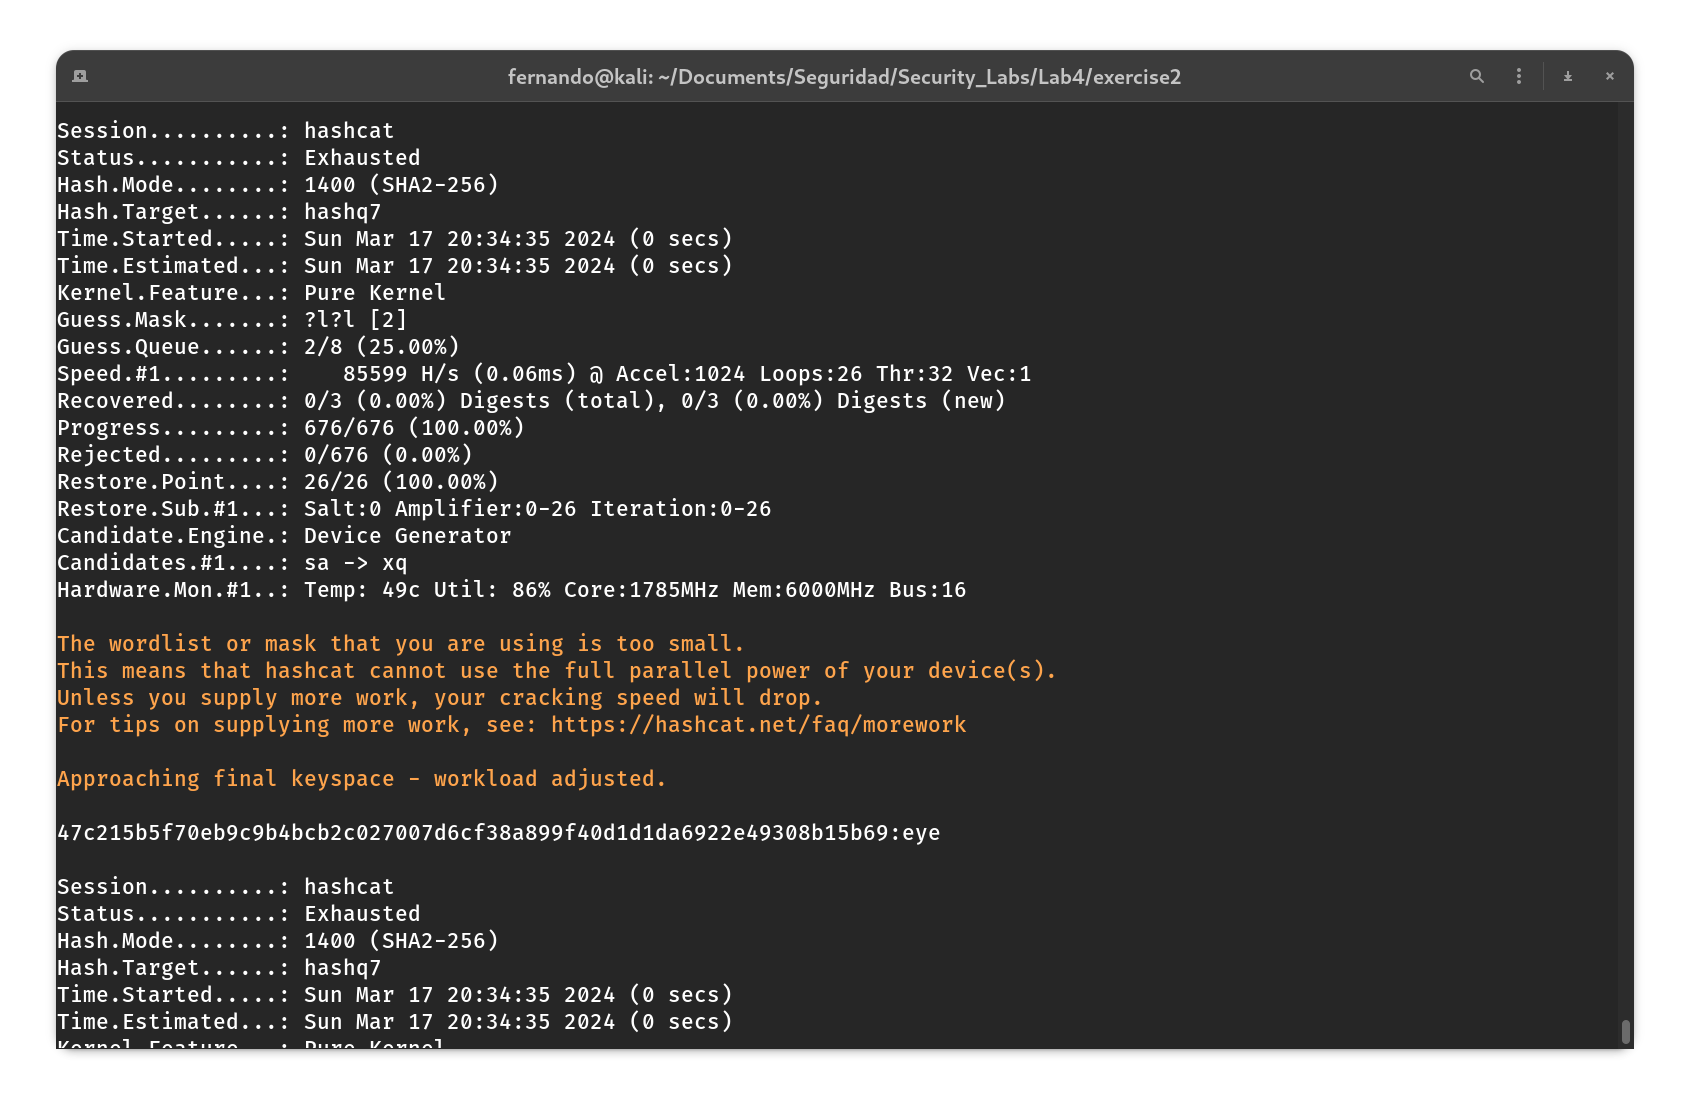 fernando@kali: ~/Documents/Seguridad/Security_Labs/Lab4/exercise2
Session..........: hashcat
Status...........: Exhausted
Hash.Mode........: 1400 (SHA2-256)
Hash.Target......: hashq7
Time.Started.....: Sun Mar 17 20:34:35 2024 (0 secs)
Time.Estimated...: Sun Mar 17 20:34:35 2024 (0 secs)
Kernel.Feature...: Pure Kernel
Guess.Mask.......: ?l?l [2]
Guess.Queue......: 2/8 (25.00%)
Speed.#1.........:    85599 H/s (0.06ms) @ Accel:1024 Loops:26 Thr:32 Vec:1
Recovered........: 0/3 (0.00%) Digests (total), 0/3 (0.00%) Digests (new)
Progress.........: 676/676 (100.00%)
Rejected.........: 0/676 (0.00%)
Restore.Point....: 26/26 (100.00%)
Restore.Sub.#1...: Salt:0 Amplifier:0-26 Iteration:0-26
Candidate.Engine.: Device Generator
Candidates.#1....: sa -> xq
Hardware.Mon.#1..: Temp: 49c Util: 86% Core:1785MHz Mem:6000MHz Bus:16
The wordlist or mask that you are using is too small.
This means that hashcat cannot use the full parallel power of your device(s).
Unless you supply more work, your cracking speed will drop.
For tips on supplying more work, see: https://hashcat.net/faq/morework
Approaching final keyspace - workload adjusted.
47c215b5f70eb9c9b4bcb2c027007d6cf38a899f40d1d1da6922e49308b15b69:eye
Session..........: hashcat
Status...........: Exhausted
Hash.Mode........: 1400 (SHA2-256)
Hash.Target......: hashq7
Time.Started.....: Sun Mar 17 20:34:35 2024 (0 secs)
Time.Estimated...: Sun Mar 17 20:34:35 2024 (0 secs)
Kernel.Feature...: Pure Kernel